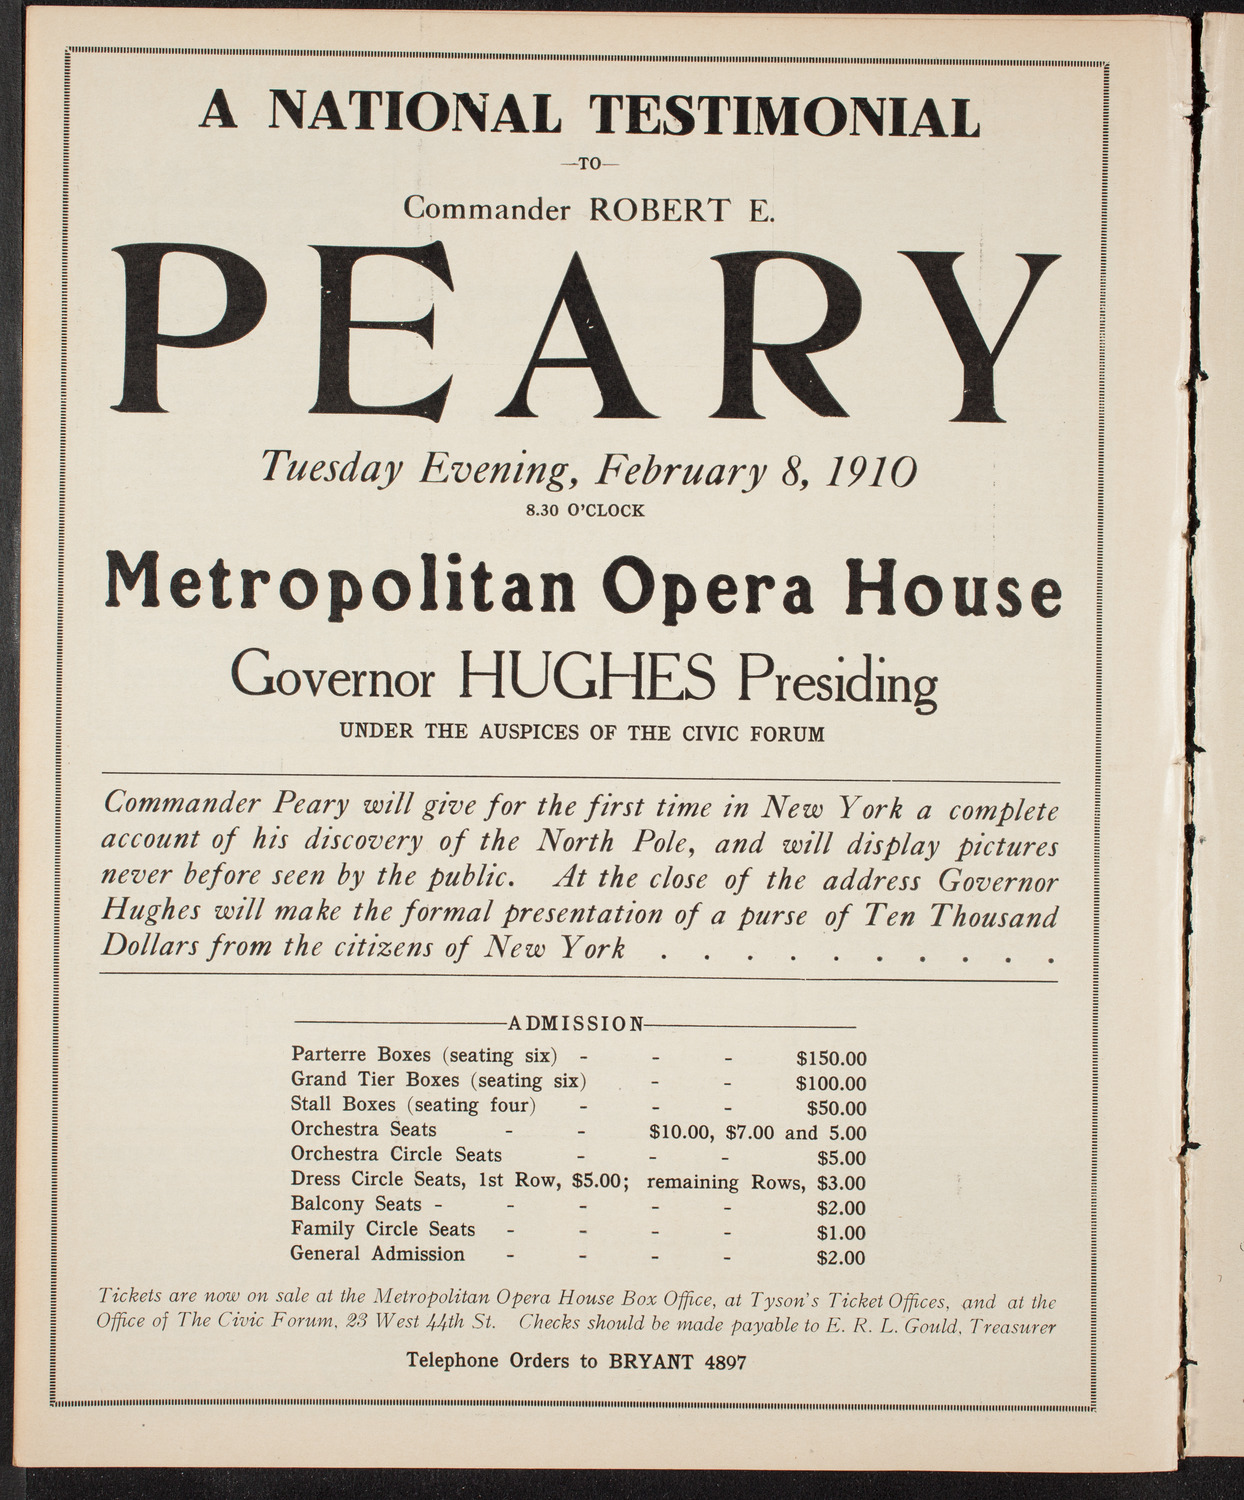 A NATIONAL TESTIMONIAL
—TO—
Commander ROBERT E.
PEARY
Tuesday Evening, February 8, 1910
8.30 O'CLOCK
Metropolitan Opera House
Governor HUGHES Presiding
UNDER THE AUSPICES OF THE CIVIC FORUM
Commander Peary will give for the first time in New York a complete
account of his discovery of the North Pole, and will display pictures
never before seen by the public. At the close of the address Governor
Hughes will make the formal presentation of a purse of Ten Thousand
Dollars from the citizens of New York . . . . . . . . . .
ADMISSION
Parterre Boxes (seating six) - - - $150.00
Grand Tier Boxes (seating six) - - $100.00
Stall Boxes (seating four) - - - $50.00
Orchestra Seats - - $10.00, $7.00 and 5.00
Orchestra Circle Seats - - - $5.00
Dress Circle Seats, 1st Row, $5.00; remaining Rows, $3.00
Balcony Seats - - - - - $2.00
Family Circle Seats - - - - $1.00
General Admission - - - - $2.00
Tickets are now on sale at the Metropolitan Opera House Box Office, at Tyson's Ticket Offices, and at the
Office of The Civic Forum, 23 West 44th St. Checks should be made payable to E. R. L. Gould, Treasurer
Telephone Orders to BRYANT 4897